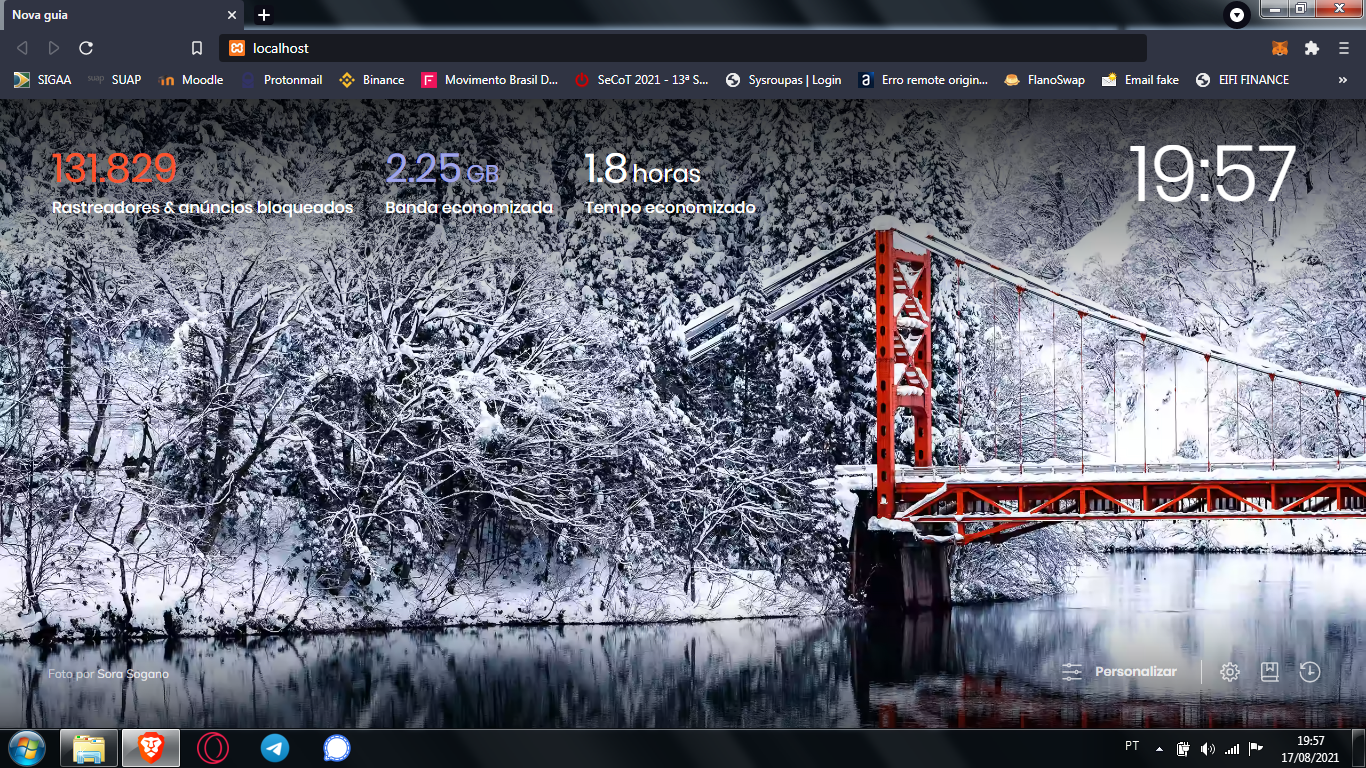 Nova guia
localhost
SIGAA
suap SUAP
Moodle
Protonmail
Binance
Movimento Brasil D...
SeCoT 2021 - 13ª S...
Sysroupas | Login
Erro remote origin...
FlanoSwap
Email fake
EIFI FINANCE
»
131.829
Rastreadores & anúncios bloqueados
2.25 GB
Banda economizada
1.8 horas
Tempo economizado
19:57
Foto por Sora Sogano
Personalizar
PT
19:57
17/08/2021